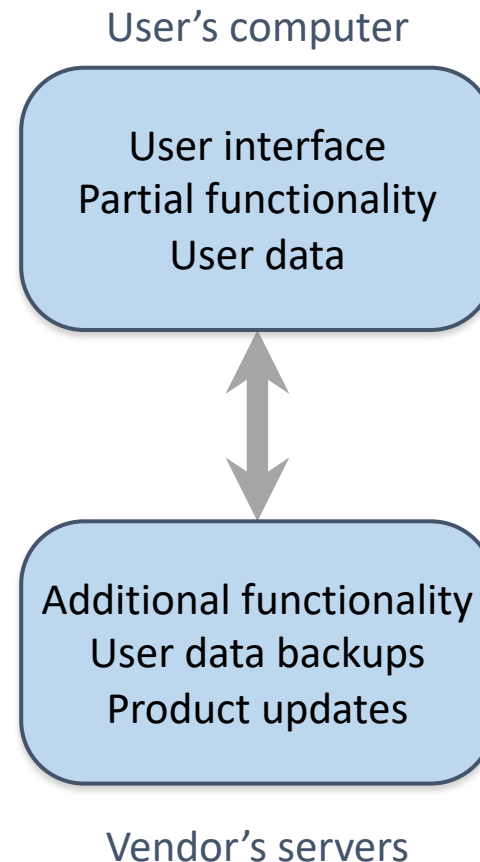 User’s computer
User interface
Partial functionality
User data
Additional functionality
User data backups
Product updates
Vendor’s servers